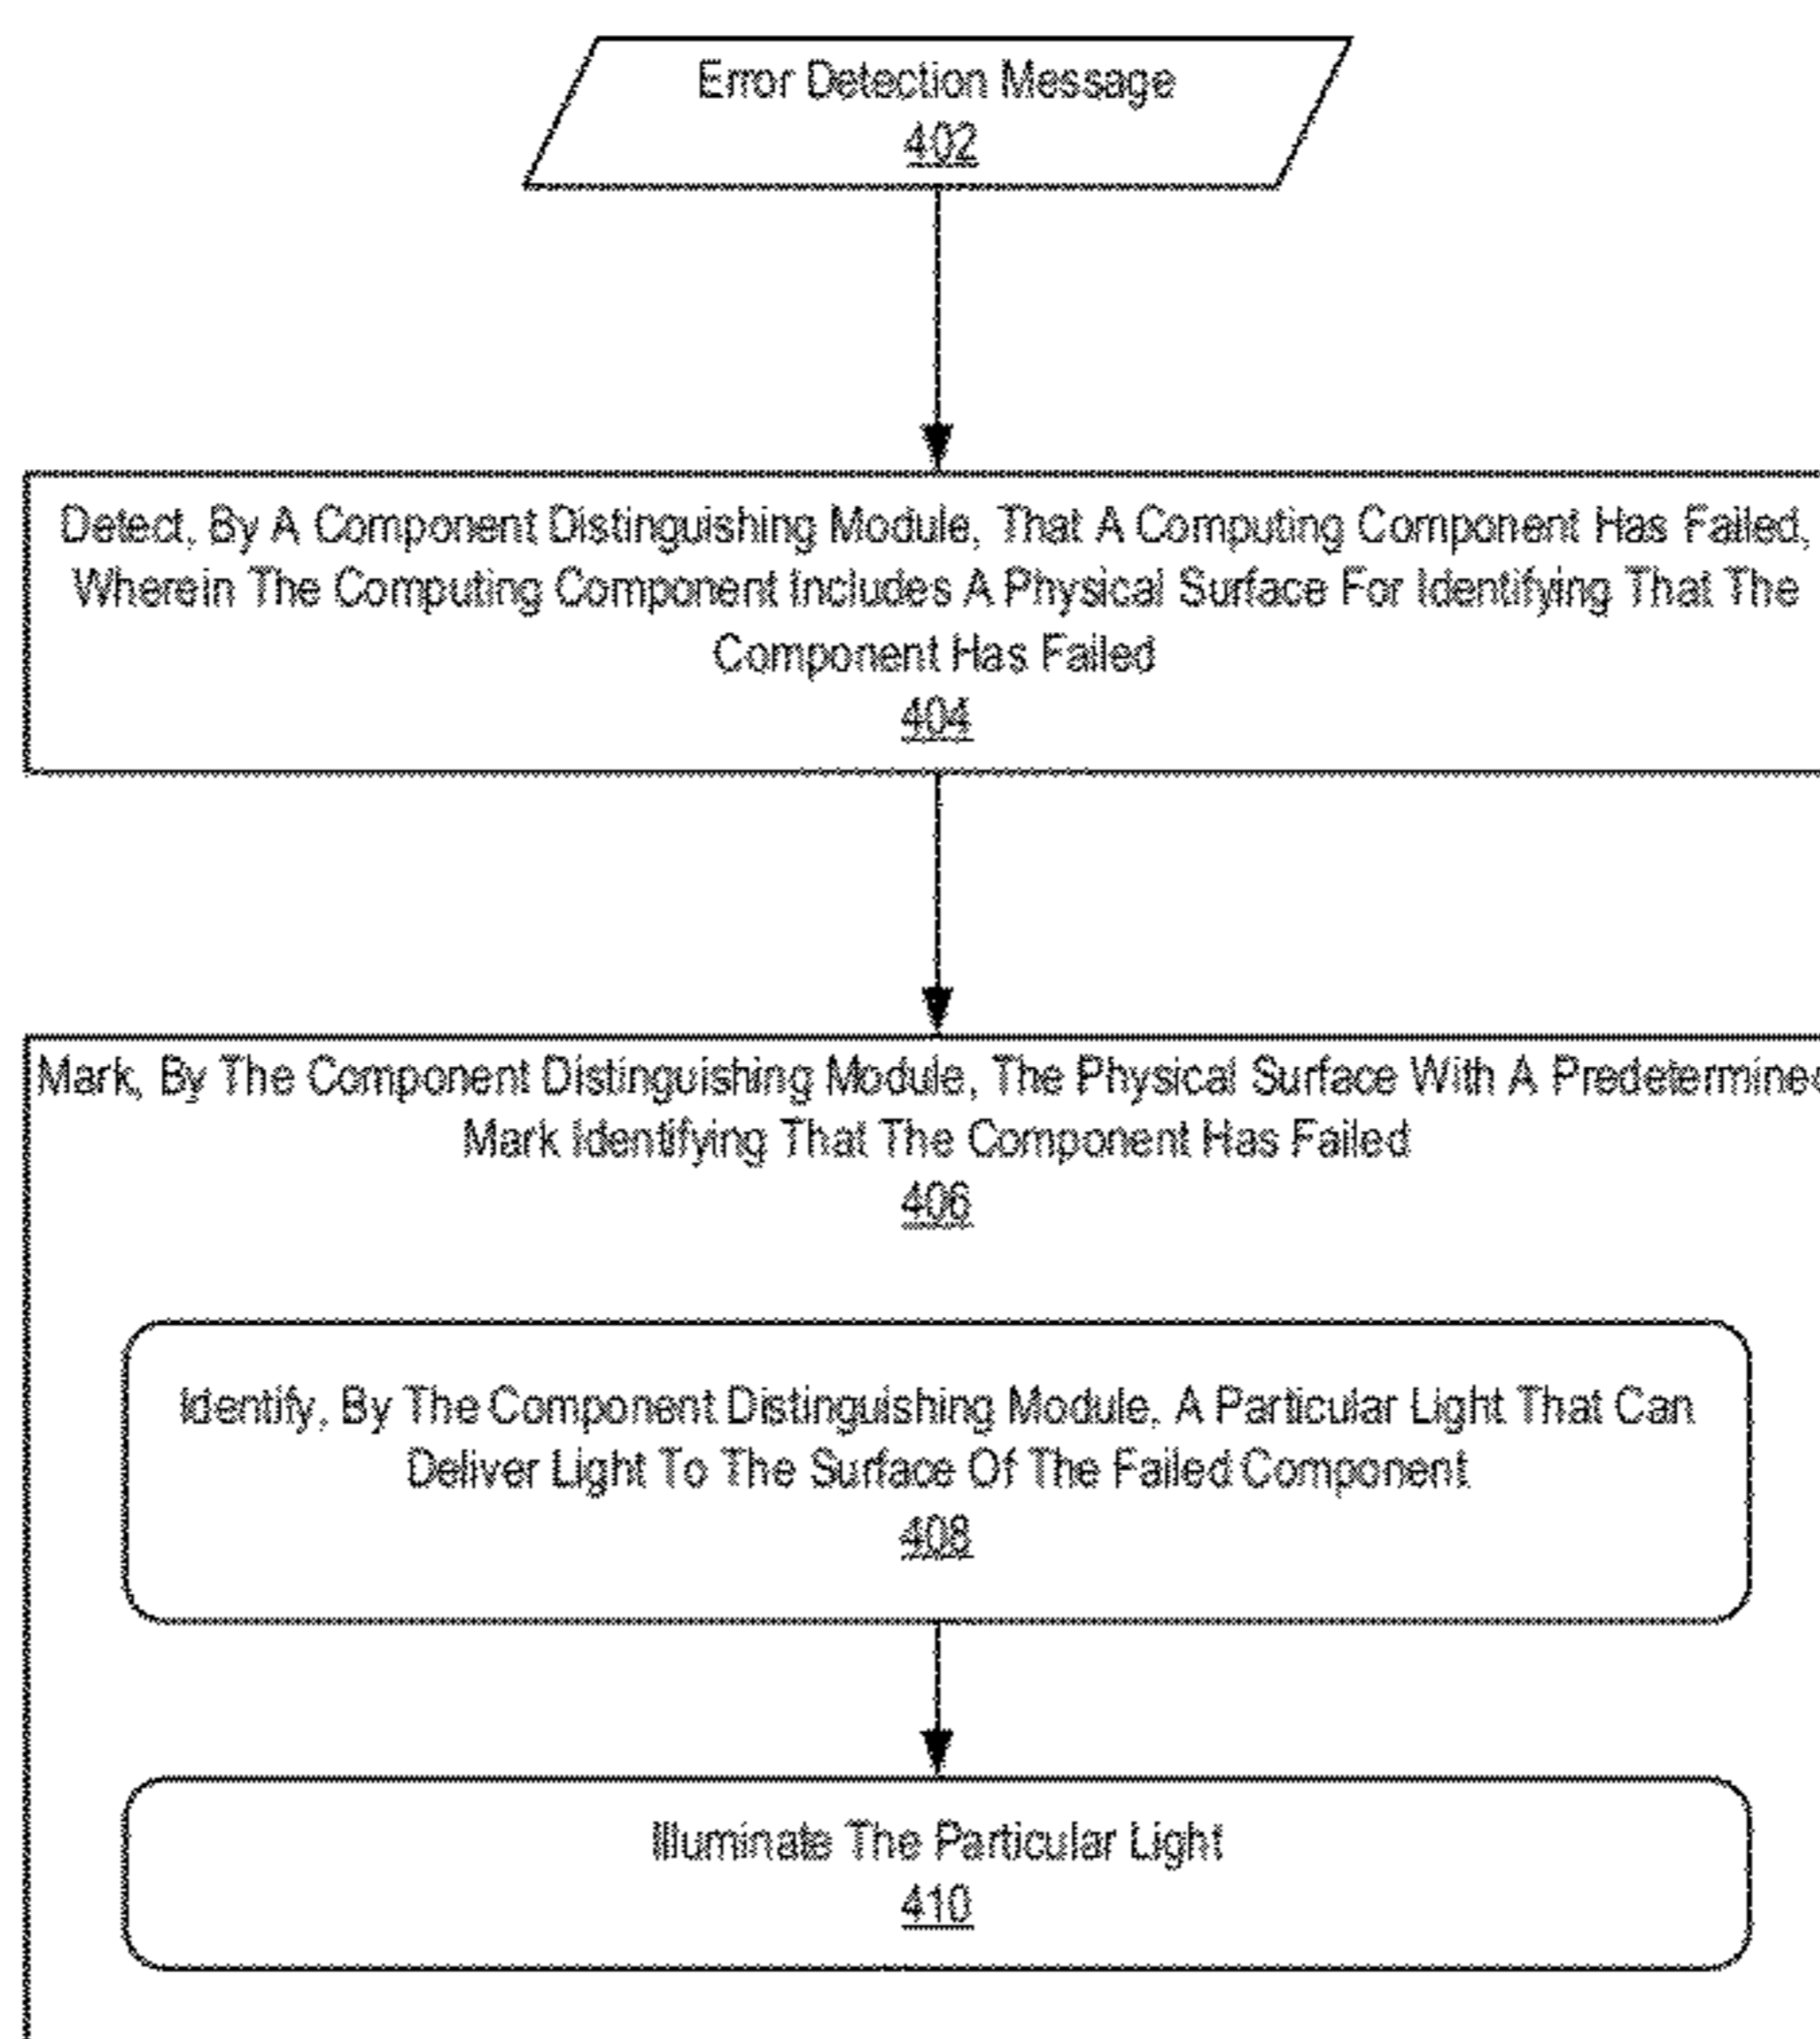 Error Detection Message
402
Detect, By A Component Distinguishing Module, That A Computing Component Has Failed,
Wherein The Computing Component Includes A Physical Surface For Identifying That The
Component Has Failed
404
Mark, By The Component Distinguishing Module, The Physical Surface With A Predetermined
Mark Identifying That The Component Has Failed
406
Identify, By The Component Distinguishing Module, A Particular Light That Can
Deliver Light To The Surface Of The Failed Component
408
Illuminate The Particular Light
410